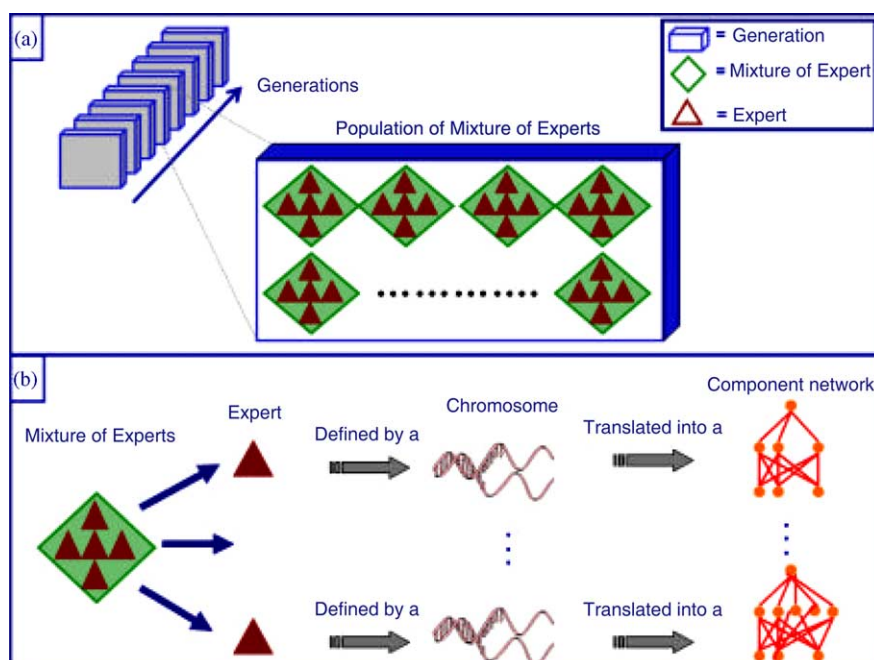 (a)
= Generation
= Mixture of Expert
= Expert
Generations
Population of Mixture of Experts
(b)
Mixture of Experts
Expert
Defined by a
Chromosome
Translated into a
Component network
Defined by a
Translated into a